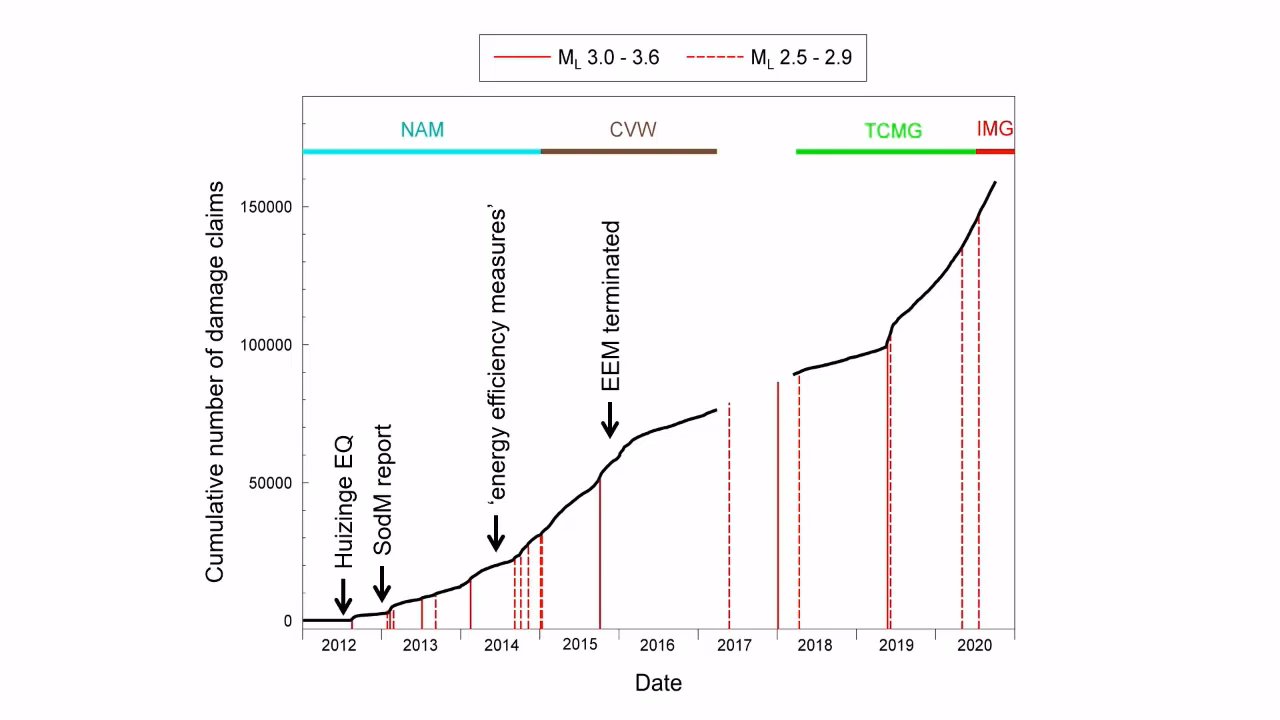 M_L 3.0 - 3.6
M_L 2.5 - 2.9
NAM
CVW
TCMG
IMG
Cumulative number of damage claims
150000
100000
50000
0
Huizinge EQ
SodM report
‘energy efficiency measures’
EEM terminated
2012 2013 2014 2015 2016 2017 2018 2019 2020
Date